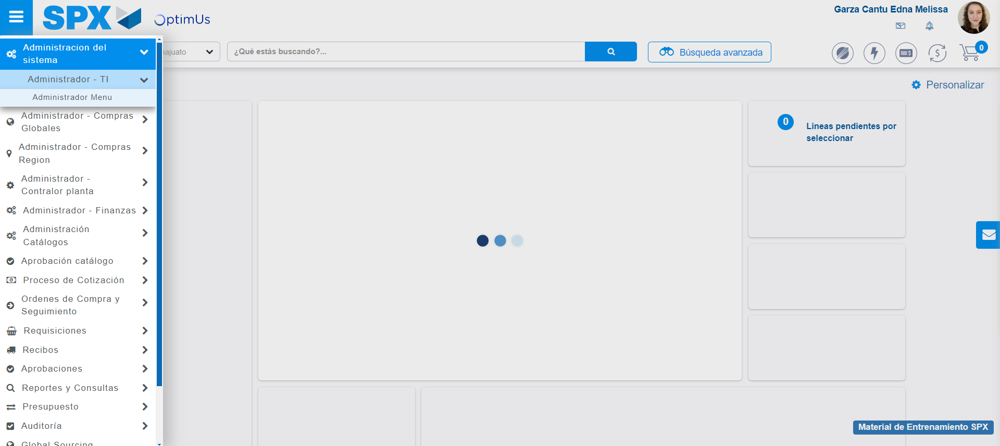 SPX
OptimUs
Garza Cantu Edna Melissa
¿Qué estás buscando?...
Búsqueda avanzada
0
Personalizar
Administracion del
sistema
Administrador - TI
Administrador Menu
Administrador - Compras
Globales
Administrador - Compras
Region
Administrador -
Contralor planta
Administrador - Finanzas
Administración
Catálogos
Aprobación catálogo
Proceso de Cotización
Ordenes de Compra y
Seguimiento
Requisiciones
Recibos
Aprobaciones
Reportes y Consultas
Presupuesto
Auditoría
Global Sourcing
0
Lineas pendientes por
seleccionar
Material de Entrenamiento SPX